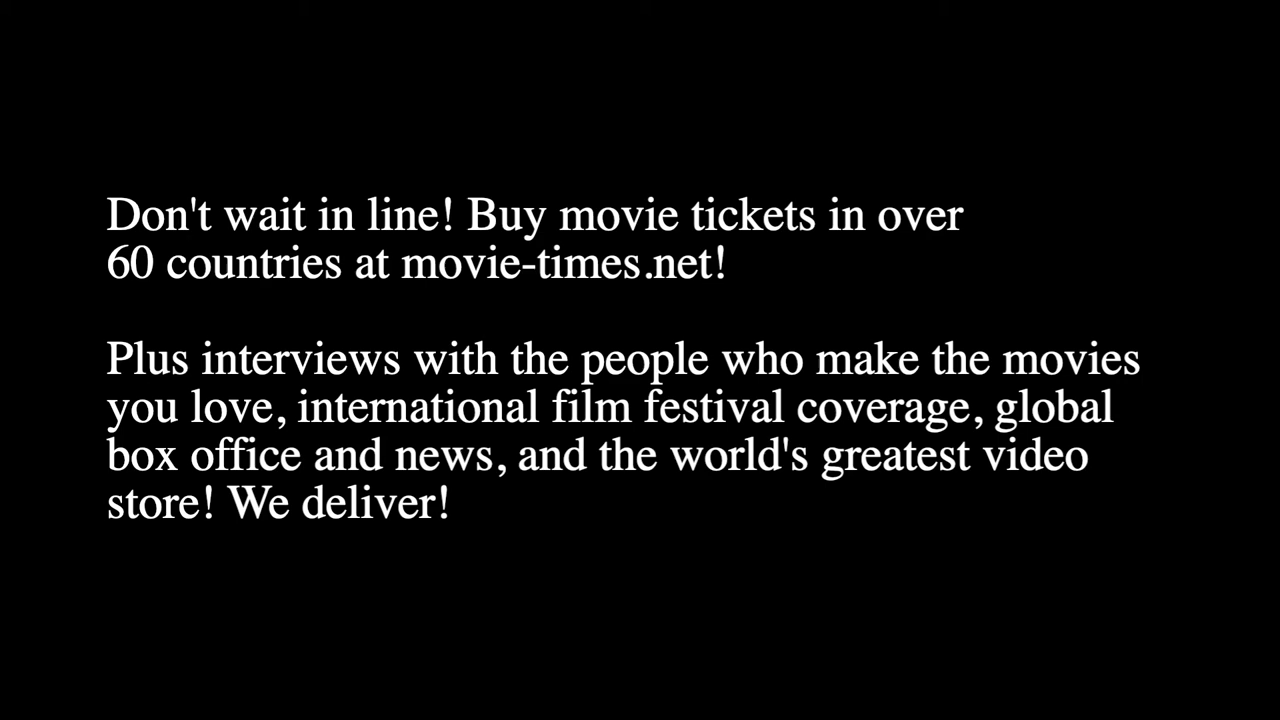 Don't wait in line! Buy movie tickets in over
60 countries at movie-times.net!
Plus interviews with the people who make the movies
you love, international film festival coverage, global
box office and news, and the world's greatest video
store! We deliver!